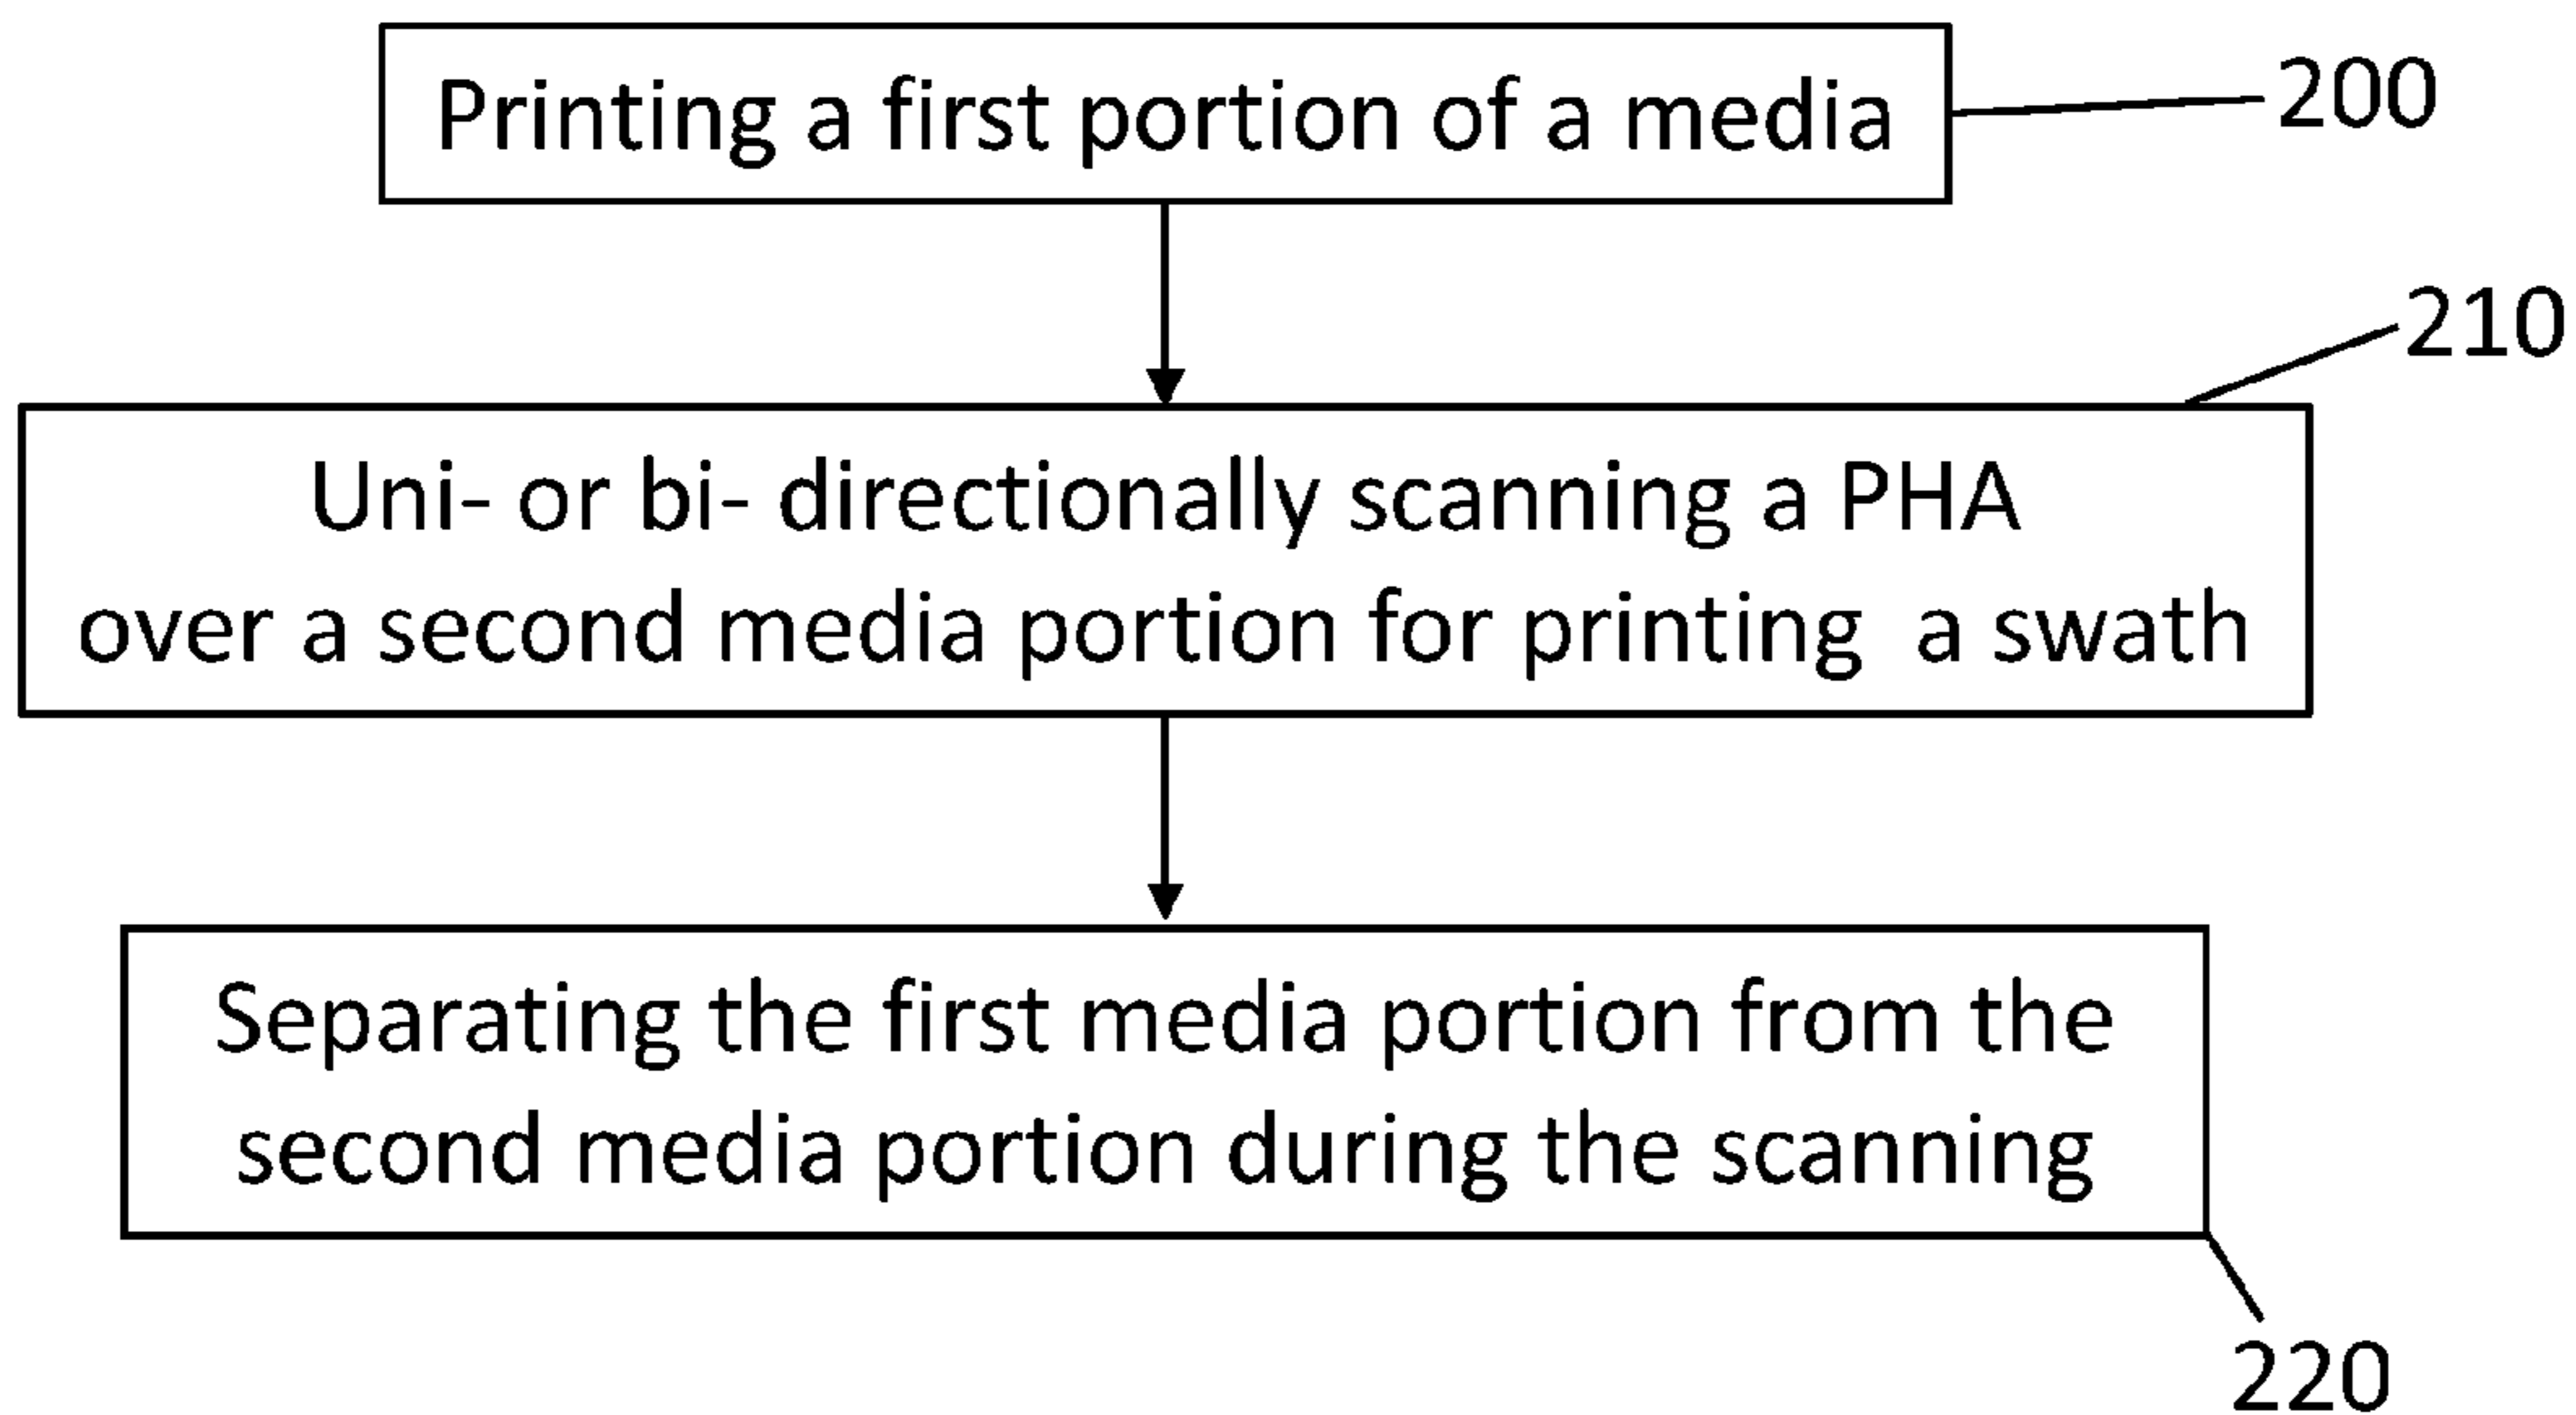 Printing a first portion of a media
200
210
Uni- or bi- directionally scanning a PHA
over a second media portion for printing a swath
Separating the first media portion from the
second media portion during the scanning
220